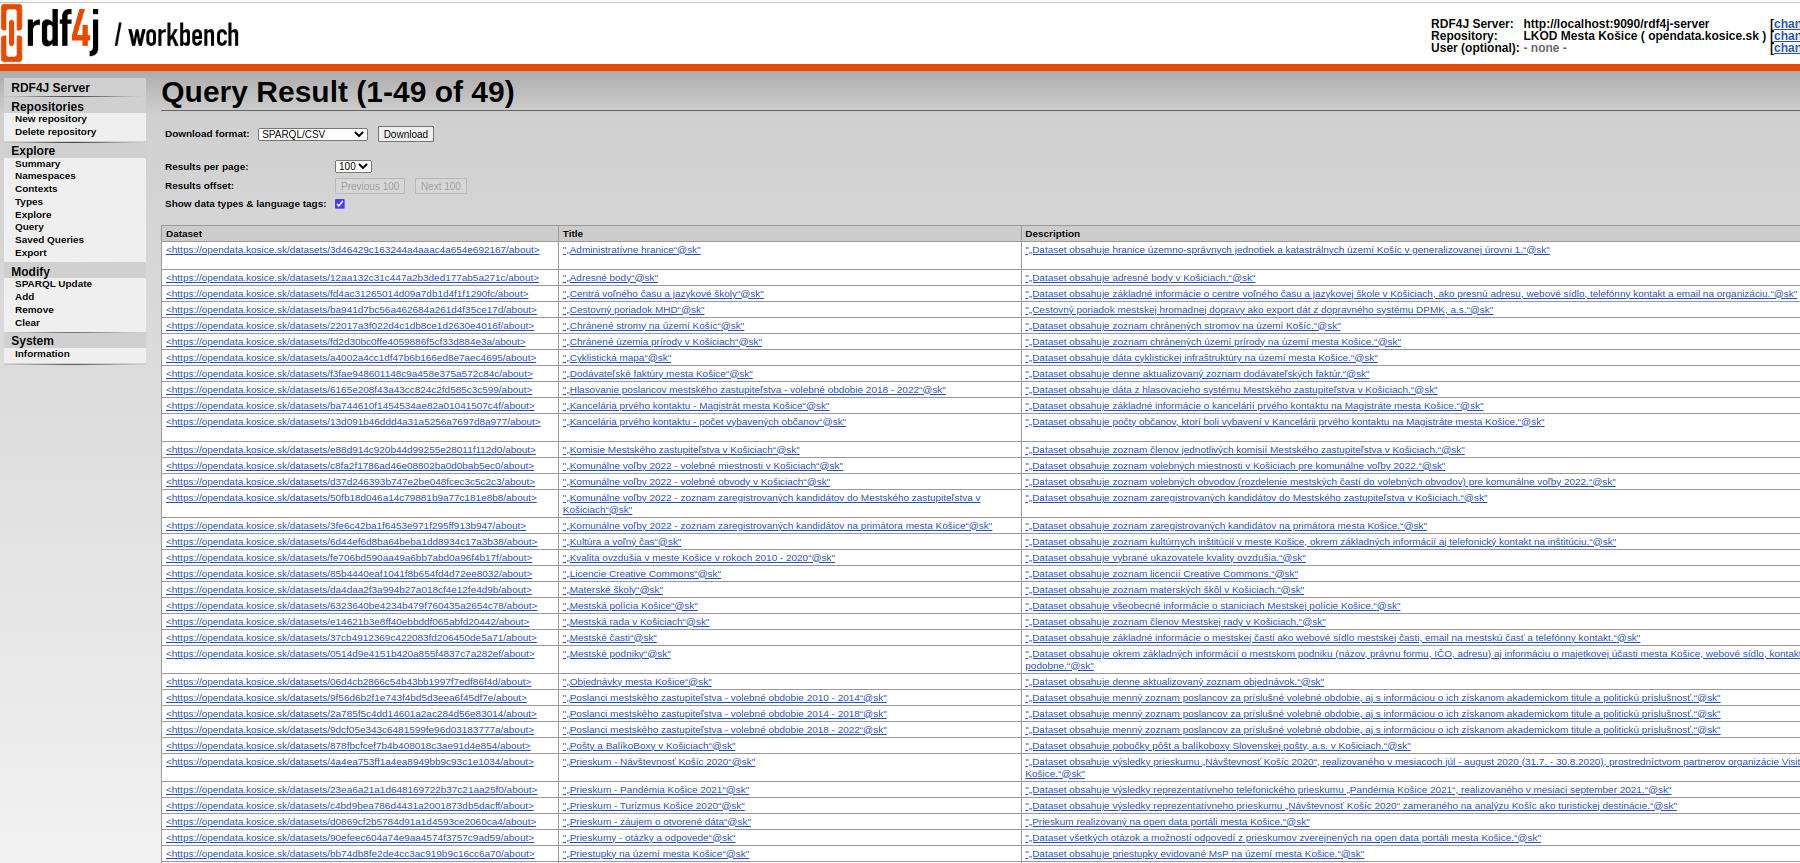 rdf4j / workbench
RDF4J Server: http://localhost:9090/rdf4j-server [chan
Repository: LKOD Mesta Košice ( opendata.kosice.sk ) [chan
User (optional): - none - [chan
RDF4J Server
Repositories
New repository
Delete repository
Explore
Summary
Namespaces
Contexts
Types
Explore
Query
Saved Queries
Export
Modify
SPARQL Update
Add
Remove
Clear
System
Information
Query Result (1-49 of 49)
Download format: SPARQL/CSV Download
Results per page: 100
Results offset: Previous 100 Next 100
Show data types & language tags:
Dataset Title Description
<https://opendata.kosice.sk/datasets/3d46429c163244a4aaac4a654e692167/about> "„Administratívne hranice“@sk" "„Dataset obsahuje hranice územno-správnych jednotiek a katastrálnych území Košíc v generalizovanej úrovni 1.“@sk"
<https://opendata.kosice.sk/datasets/12aa132c31c447a2b3ded177ab5a271c/about> "„Adresné body“@sk" "„Dataset obsahuje adresné body v Košiciach.“@sk"
<https://opendata.kosice.sk/datasets/fd4ac31265014d09a7db1d4f1f1290fc/about> "„Centrá voľného času a jazykové školy“@sk" "„Dataset obsahuje základné informácie o centre voľného času a jazykovej škole v Košiciach, ako presnú adresu, webové sídlo, telefónny kontakt a email na organizáciu.“@sk"
<https://opendata.kosice.sk/datasets/ba941d7bc56a462684a261d4f35ce17d/about> "„Cestovný poriadok MHD“@sk" "„Cestovný poriadok mestskej hromadnej dopravy ako export dát z dopravného systému DPMK, a.s.“@sk"
<https://opendata.kosice.sk/datasets/22017a3f022d4c1db8ce1d2630e4016f/about> "„Chránené stromy na území Košíc“@sk" "„Dataset obsahuje zoznam chránených stromov na území Košíc.“@sk"
<https://opendata.kosice.sk/datasets/fd2d30bc0ffe4059886f5cf33d884e3a/about> "„Chránené územia prírody v Košiciach“@sk" "„Dataset obsahuje zoznam chránených území prírody na území mesta Košice.“@sk"
<https://opendata.kosice.sk/datasets/a4002a4cc1df47b6b166ed8e7aec4695/about> "„Cyklistická mapa“@sk" "„Dataset obsahuje dáta cyklistickej infraštruktúry na území mesta Košice.“@sk"
<https://opendata.kosice.sk/datasets/f3fae948601148c9a458e375a572c84c/about> "„Dodávateľské faktúry mesta Košice“@sk" "„Dataset obsahuje denne aktualizovaný zoznam dodávateľských faktúr.“@sk"
<https://opendata.kosice.sk/datasets/6165e208f43a43cc824c2fd585c3c599/about> "„Hlasovanie poslancov mestského zastupiteľstva - volebné obdobie 2018 - 2022“@sk" "„Dataset obsahuje dáta z hlasovacieho systému Mestského zastupiteľstva v Košiciach.“@sk"
<https://opendata.kosice.sk/datasets/ba744610f1454534ae82a01041507c4f/about> "„Kancelária prvého kontaktu - Magistrát mesta Košice“@sk" "„Dataset obsahuje základné informácie o kancelárií prvého kontaktu na Magistráte mesta Košice.“@sk"
<https://opendata.kosice.sk/datasets/13d091b46ddd4a31a5256a7697d8a977/about> "„Kancelária prvého kontaktu - počet vybavených občanov“@sk" "„Dataset obsahuje počty občanov, ktorí boli vybavení v Kancelárii prvého kontaktu na Magistráte mesta Košice.“@sk"
<https://opendata.kosice.sk/datasets/e88d914c920b44d99255e28011f112d0/about> "„Komisie Mestského zastupiteľstva v Košiciach“@sk" "„Dataset obsahuje zoznam členov jednotlivých komisií Mestského zastupiteľstva v Košiciach.“@sk"
<https://opendata.kosice.sk/datasets/c8fa2f1786ad46e08802ba0d0bab5ec0/about> "„Komunálne voľby 2022 - volebné miestnosti v Košiciach“@sk" "„Dataset obsahuje zoznam volebných miestnosti v Košiciach pre komunálne voľby 2022.“@sk"
<https://opendata.kosice.sk/datasets/d37d246393b747e2be048fcec3c5c2c3/about> "„Komunálne voľby 2022 - volebné obvody v Košiciach“@sk" "„Dataset obsahuje zoznam volebných obvodov (rozdelenie mestských častí do volebných obvodov) pre komunálne voľby 2022.“@sk"
<https://opendata.kosice.sk/datasets/50fb18d046a14c79881b9a77c181e8b8/about> "„Komunálne voľby 2022 - zoznam zaregistrovaných kandidátov do Mestského zastupiteľstva v "„Dataset obsahuje zoznam zaregistrovaných kandidátov do Mestského zastupiteľstva v Košiciach.“@sk"
Košiciach“@sk"
<https://opendata.kosice.sk/datasets/3fe6c42ba1f6453e971f295ff913b947/about> "„Komunálne voľby 2022 - zoznam zaregistrovaných kandidátov na primátora mesta Košice“@sk" "„Dataset obsahuje zoznam zaregistrovaných kandidátov na primátora mesta Košice.“@sk"
<https://opendata.kosice.sk/datasets/6d44ef6d8ba64beba1dd8934c17a3b38/about> "„Kultúra a voľný čas“@sk" "„Dataset obsahuje zoznam kultúrnych inštitúcií v meste Košice, okrem základných informácií aj telefonický kontakt na inštitúciu.“@sk"
<https://opendata.kosice.sk/datasets/fe706bd590aa49a6bb7abd0a96f4b17f/about> "„Kvalita ovzdušia v meste Košice v rokoch 2010 - 2020“@sk" "„Dataset obsahuje vybrané ukazovatele kvality ovzdušia.“@sk"
<https://opendata.kosice.sk/datasets/85b4440eaf1041f8b654fd4d72ee8032/about> "„Licencie Creative Commons“@sk" "„Dataset obsahuje zoznam licencií Creative Commons.“@sk"
<https://opendata.kosice.sk/datasets/da4daa2f3a994b27a018cf4e12fe4d9b/about> "„Materské školy“@sk" "„Dataset obsahuje zoznam materských škôl v Košiciach.“@sk"
<https://opendata.kosice.sk/datasets/6323640be4234b479f760435a2654c78/about> "„Mestská polícia Košice“@sk" "„Dataset obsahuje všeobecné informácie o staniciach Mestskej polície Košice.“@sk"
<https://opendata.kosice.sk/datasets/e14621b3e8ff40ebbddf065abfd20442/about> "„Mestská rada v Košiciach“@sk" "„Dataset obsahuje zoznam členov Mestskej rady v Košiciach.“@sk"
<https://opendata.kosice.sk/datasets/37cb4912369c422083fd206450de5a71/about> "„Mestské časti“@sk" "„Dataset obsahuje základné informácie o mestskej časti ako webové sídlo mestskej časti, email na mestskú časť a telefónny kontakt.“@sk"
<https://opendata.kosice.sk/datasets/0514d9e4151b420a855f4837c7a282ef/about> "„Mestské podniky“@sk" "„Dataset obsahuje okrem základných informácií o mestskom podniku (názov, právnu formu, IČO, adresu) aj informáciu o majetkovej účasti mesta Košice, webové sídlo, kontakt
podobne.“@sk"
<https://opendata.kosice.sk/datasets/06d4cb2866c54b43bb1997f7edf86f4d/about> "„Objednávky mesta Košice“@sk" "„Dataset obsahuje denne aktualizovaný zoznam objednávok.“@sk"
<https://opendata.kosice.sk/datasets/9f56d6b2f1e743f4bd5d3eea6f45df7e/about> "„Poslanci mestského zastupiteľstva - volebné obdobie 2010 - 2014“@sk" "„Dataset obsahuje menný zoznam poslancov za príslušné volebné obdobie, aj s informáciou o ich získanom akademickom titule a politickú príslušnosť.“@sk"
<https://opendata.kosice.sk/datasets/2a785f5c4dd14601a2ac284d56e83014/about> "„Poslanci mestského zastupiteľstva - volebné obdobie 2014 - 2018“@sk" "„Dataset obsahuje menný zoznam poslancov za príslušné volebné obdobie, aj s informáciou o ich získanom akademickom titule a politickú príslušnosť.“@sk"
<https://opendata.kosice.sk/datasets/9dcf05e343c6481599fe96d03183777a/about> "„Poslanci mestského zastupiteľstva - volebné obdobie 2018 - 2022“@sk" "„Dataset obsahuje menný zoznam poslancov za príslušné volebné obdobie, aj s informáciou o ich získanom akademickom titule a politickú príslušnosť.“@sk"
<https://opendata.kosice.sk/datasets/878fbcfcef7b4b408018c3ae91d4e854/about> "„Pošty a BalíkoBoxy v Košiciach“@sk" "„Dataset obsahuje pobočky pôšt a balíkoboxy Slovenskej pošty, a.s. v Košiciach.“@sk"
<https://opendata.kosice.sk/datasets/4a4ea753ff1a4ea8949bb9c93c1e1034/about> "„Prieskum - Návštevnosť Košíc 2020“@sk" "„Dataset obsahuje výsledky prieskumu „Návštevnosť Košíc 2020“, realizovaného v mesiacoch júl - august 2020 (31.7. - 30.8.2020), prostredníctvom partnerov organizácie Visit
Košice.“@sk"
<https://opendata.kosice.sk/datasets/23ea6a21a1d648169722b37c21aa25f0/about> "„Prieskum - Pandémia Košice 2021“@sk" "„Dataset obsahuje výsledky reprezentatívneho telefonického prieskumu „Pandémia Košice 2021“, realizovaného v mesiaci september 2021.“@sk"
<https://opendata.kosice.sk/datasets/c4bd9bea786d4431a2001873db5dacff/about> "„Prieskum - Turizmus Košice 2020“@sk" "„Dataset obsahuje výsledky reprezentatívneho prieskumu „Návštevnosť Košíc 2020“ zameraného na analýzu Košíc ako turistickej destinácie.“@sk"
<https://opendata.kosice.sk/datasets/d0869cf2b5784d91a1d4593ce2060ca4/about> "„Prieskum - záujem o otvorené dáta“@sk" "„Prieskum realizovaný na open data portáli mesta Košice.“@sk"
<https://opendata.kosice.sk/datasets/90efeec604a74e9aa4574f3757c9ad59/about> "„Prieskumy - otázky a odpovede“@sk" "„Dataset všetkých otázok a možností odpovedí z prieskumov zverejnených na open data portáli mesta Košice.“@sk"
<https://opendata.kosice.sk/datasets/bb74db8fe2de4cc3ac919b9c16cc6a70/about> "„Priestupky na území mesta Košice“@sk" "„Dataset obsahuje priestupky evidované MsP na území mesta Košice.“@sk"